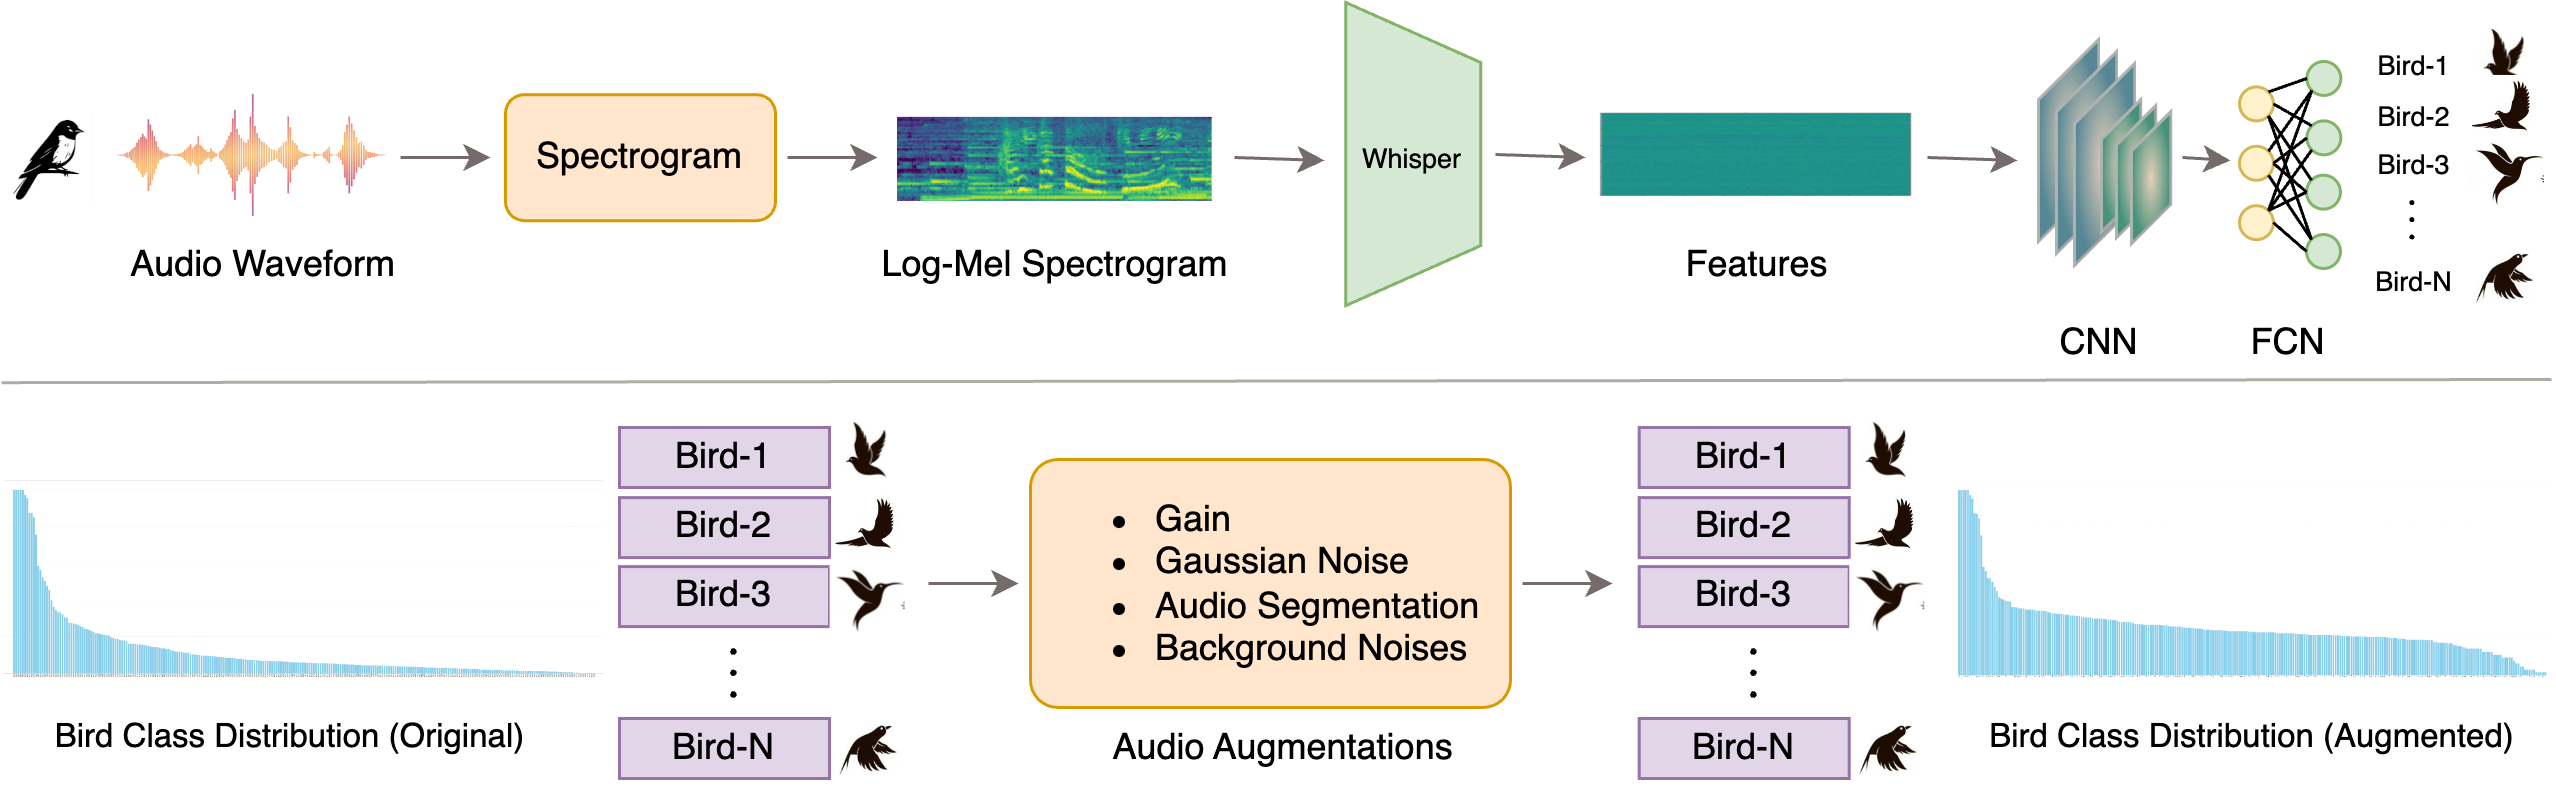 Audio Waveform
Spectrogram
Log-Mel Spectrogram
Whisper
Features
CNN
FCN
Bird-1
Bird-2
Bird-3
Bird-N
Bird Class Distribution (Original)
Bird-1
Bird-2
Bird-3
Bird-N
• Gain
• Gaussian Noise
• Audio Segmentation
• Background Noises
Audio Augmentations
Bird-1
Bird-2
Bird-3
Bird-N
Bird Class Distribution (Augmented)